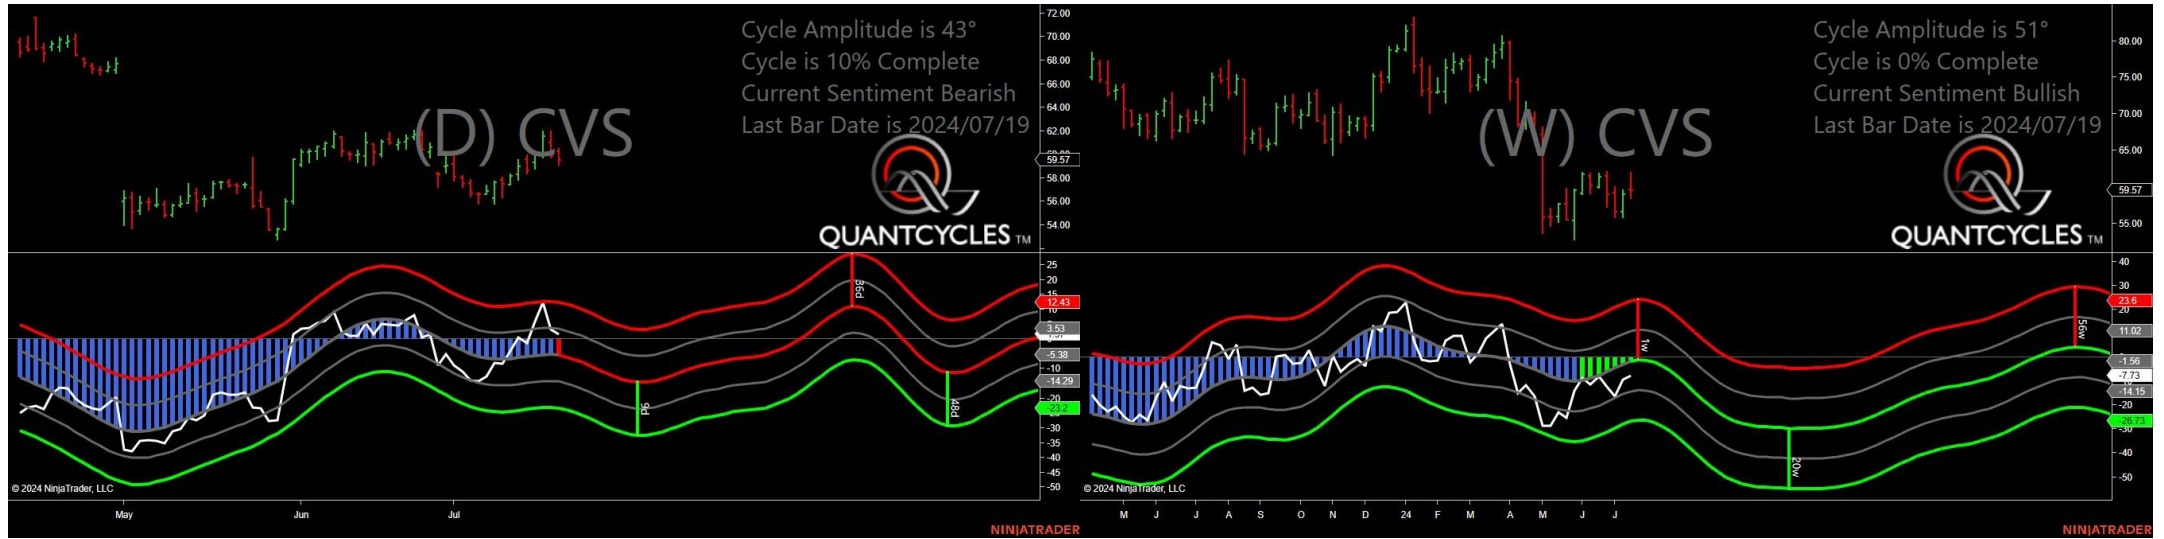 Cycle Amplitude is 43°
Cycle is 10% Complete
Current Sentiment Bearish
Last Bar Date is 2024/07/19
(D) CVS
QUANTCYCLES TM
72.00
70.00
68.00
66.00
64.00
62.00
59.57
58.00
56.00
54.00
25
20
15
12.43
10
3.53
-5.38
-10
-14.29
-20
-23.2
-30
-35
-40
-45
-50
86d
9d
48d
© 2024 NinjaTrader, LLC
May
Jun
Jul
NINJATRADER
Cycle Amplitude is 51°
Cycle is 0% Complete
Current Sentiment Bullish
Last Bar Date is 2024/07/19
(W) CVS
QUANTCYCLES TM
80.00
75.00
70.00
65.00
59.57
55.00
40
30
23.6
20
11.02
-1.56
-7.73
-14.15
-20
-26.73
-30
-40
-50
1w
20w
56w
© 2024 NinjaTrader, LLC
M J J A S O N D 24 F M A M J J
NINJATRADER